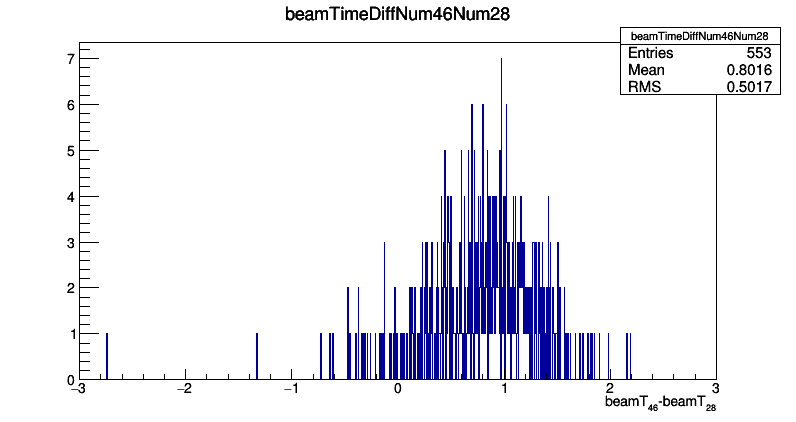 beamTimeDiffNum46Num28
beamTimeDiffNum46Num28
Entries 553
Mean 0.8016
RMS 0.5017
7
6
5
4
3
2
1
0
−3 −2 −1 0 1 2 3
beamT46-beamT28